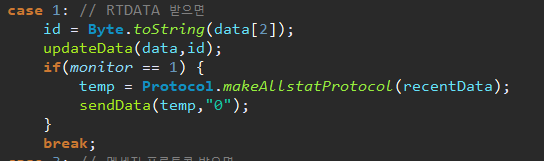 case 1: // RTDATA 받으면
id = Byte.toString(data[2]);
updateData(data,id);
if(monitor == 1) {
temp = Protocol.makeAllstatProtocol(recentData);
sendData(temp,"0");
}
break;